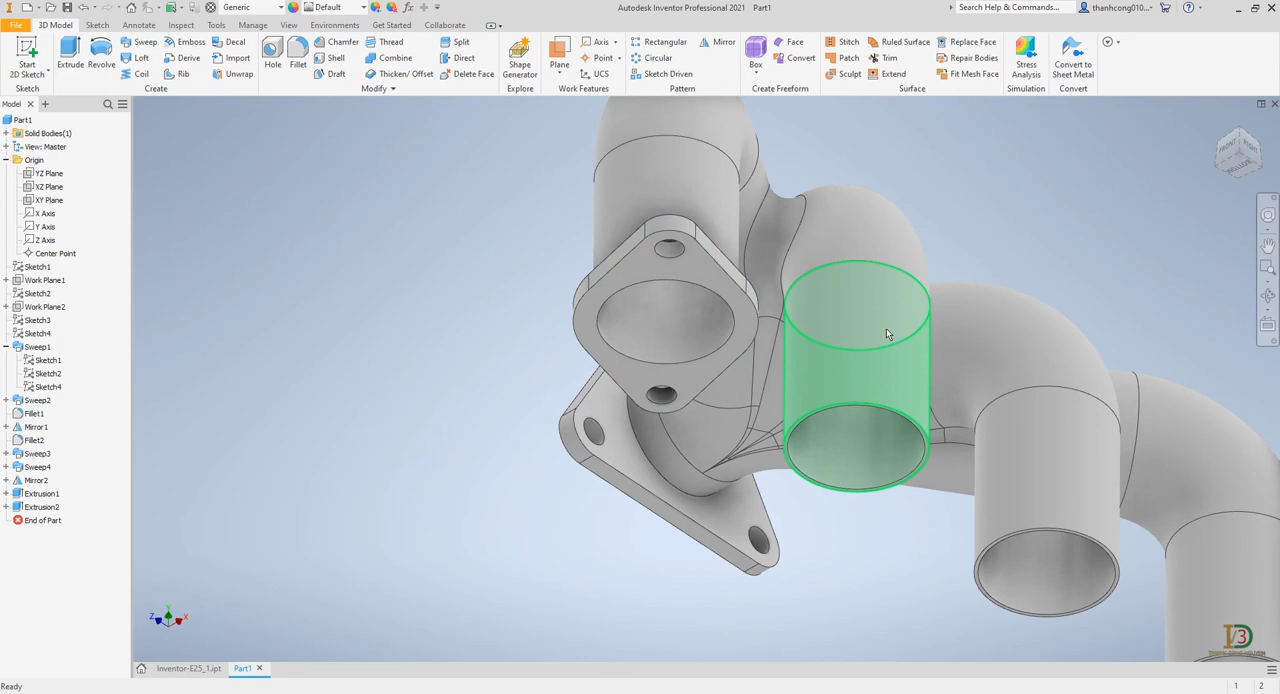 Generic
Default
Autodesk Inventor Professional 2021 Part1
Search Help & Commands...
thanhcong010...
File
3D Model
Sketch
Annotate
Inspect
Tools
Manage
View
Environments
Get Started
Collaborate
Start
2D Sketch
Sketch
Extrude
Revolve
Sweep
Loft
Coil
Emboss
Derive
Rib
Decal
Import
Unwrap
Create
Hole
Fillet
Chamfer
Shell
Draft
Thread
Combine
Thicken/ Offset
Split
Direct
Delete Face
Modify
Shape
Generator
Explore
Plane
Axis
Point
UCS
Work Features
Rectangular
Circular
Sketch Driven
Mirror
Pattern
Box
Face
Convert
Create Freeform
Stitch
Patch
Sculpt
Ruled Surface
Trim
Extend
Replace Face
Repair Bodies
Fit Mesh Face
Surface
Stress
Analysis
Simulation
Convert to
Sheet Metal
Convert
Model
Part1
Solid Bodies(1)
View: Master
Origin
YZ Plane
XZ Plane
XY Plane
X Axis
Y Axis
Z Axis
Center Point
Sketch1
Work Plane1
Sketch2
Work Plane2
Sketch3
Sketch4
Sweep1
Sketch1
Sketch2
Sketch4
Sweep2
Fillet1
Mirror1
Fillet2
Sweep3
Sweep4
Mirror2
Extrusion1
Extrusion2
End of Part
FRONT
RIGHT
Z
Y
X
Inventor-E25_1.ipt
Part1
Ready
1
2